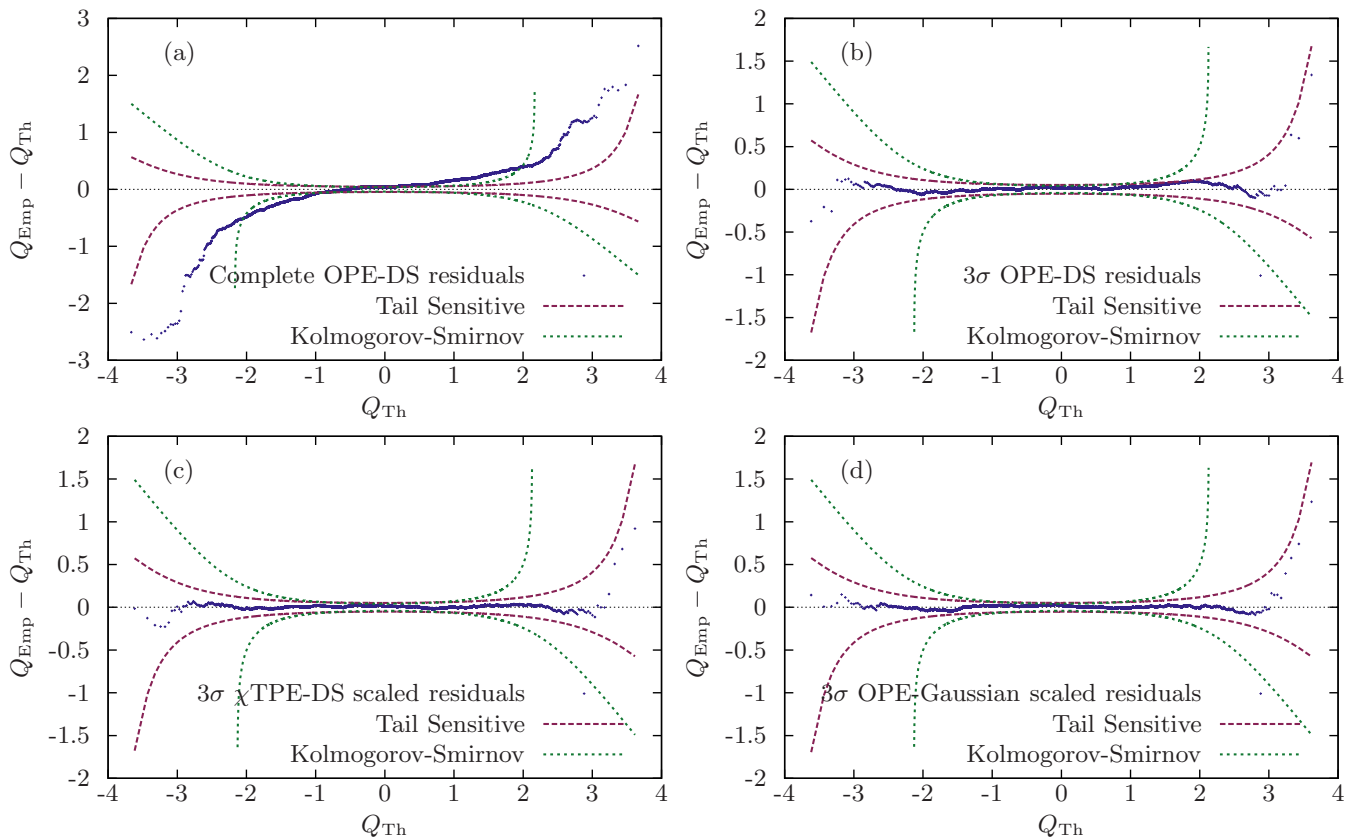 (a)
3
2
1
0
-1
-2
-3
Q_Emp − Q_Th
Complete OPE-DS residuals
Tail Sensitive
Kolmogorov-Smirnov
-4 -3 -2 -1 0 1 2 3 4
Q_Th
(b)
2
1.5
1
0.5
0
-0.5
-1
-1.5
-2
Q_Emp − Q_Th
3σ OPE-DS residuals
Tail Sensitive
Kolmogorov-Smirnov
-4 -3 -2 -1 0 1 2 3 4
Q_Th
(c)
2
1.5
1
0.5
0
-0.5
-1
-1.5
-2
Q_Emp − Q_Th
3σ χTPE-DS scaled residuals
Tail Sensitive
Kolmogorov-Smirnov
-4 -3 -2 -1 0 1 2 3 4
Q_Th
(d)
2
1.5
1
0.5
0
-0.5
-1
-1.5
-2
Q_Emp − Q_Th
3σ OPE-Gaussian scaled residuals
Tail Sensitive
Kolmogorov-Smirnov
-4 -3 -2 -1 0 1 2 3 4
Q_Th